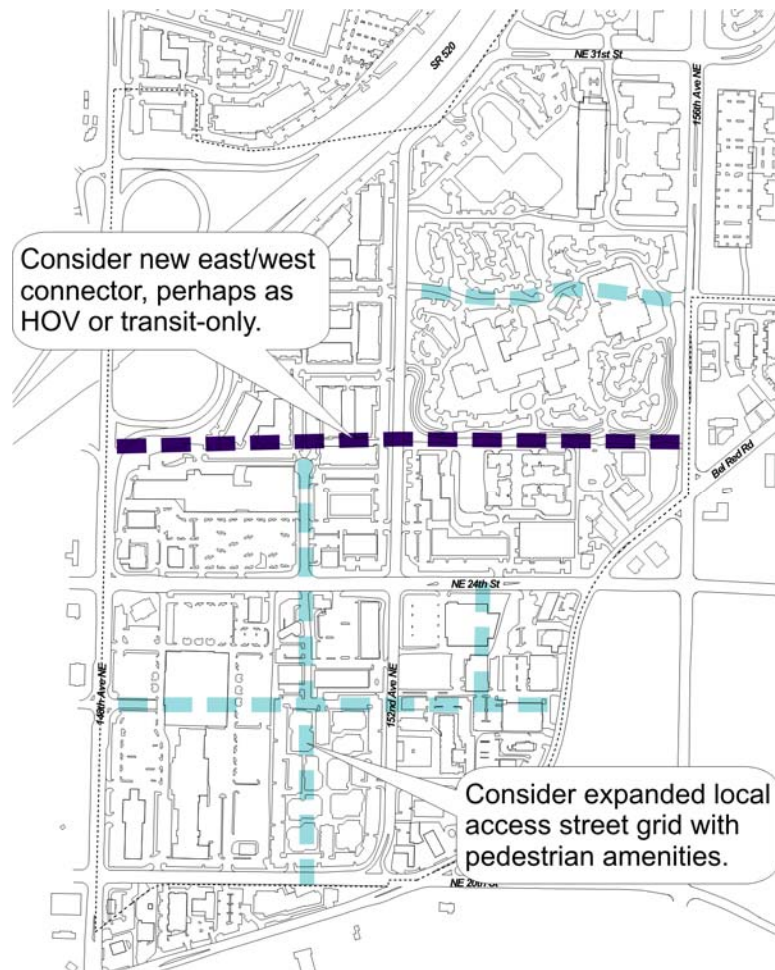 SR 520
NE 31st St
156th Ave NE
Consider new east/west
connector, perhaps as
HOV or transit-only.
Bel Red Rd
NE 24th St
148th Ave NE
152nd Ave NE
Consider expanded local
access street grid with
pedestrian amenities.
NE 20th St